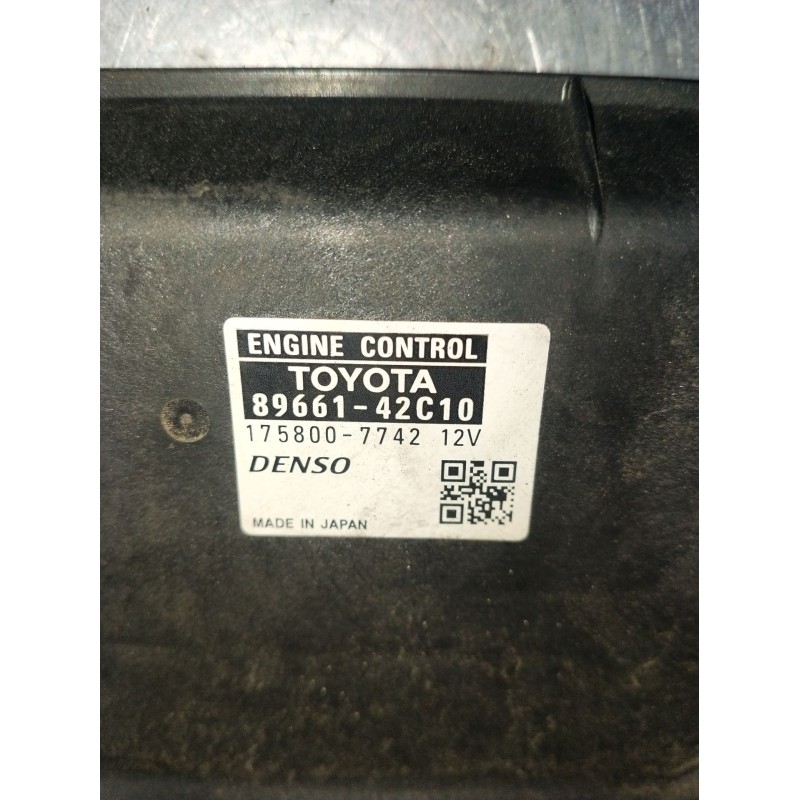 ENGINE CONTROL
TOYOTA
89661-42C10
175800-7742 12V
DENSO
MADE IN JAPAN